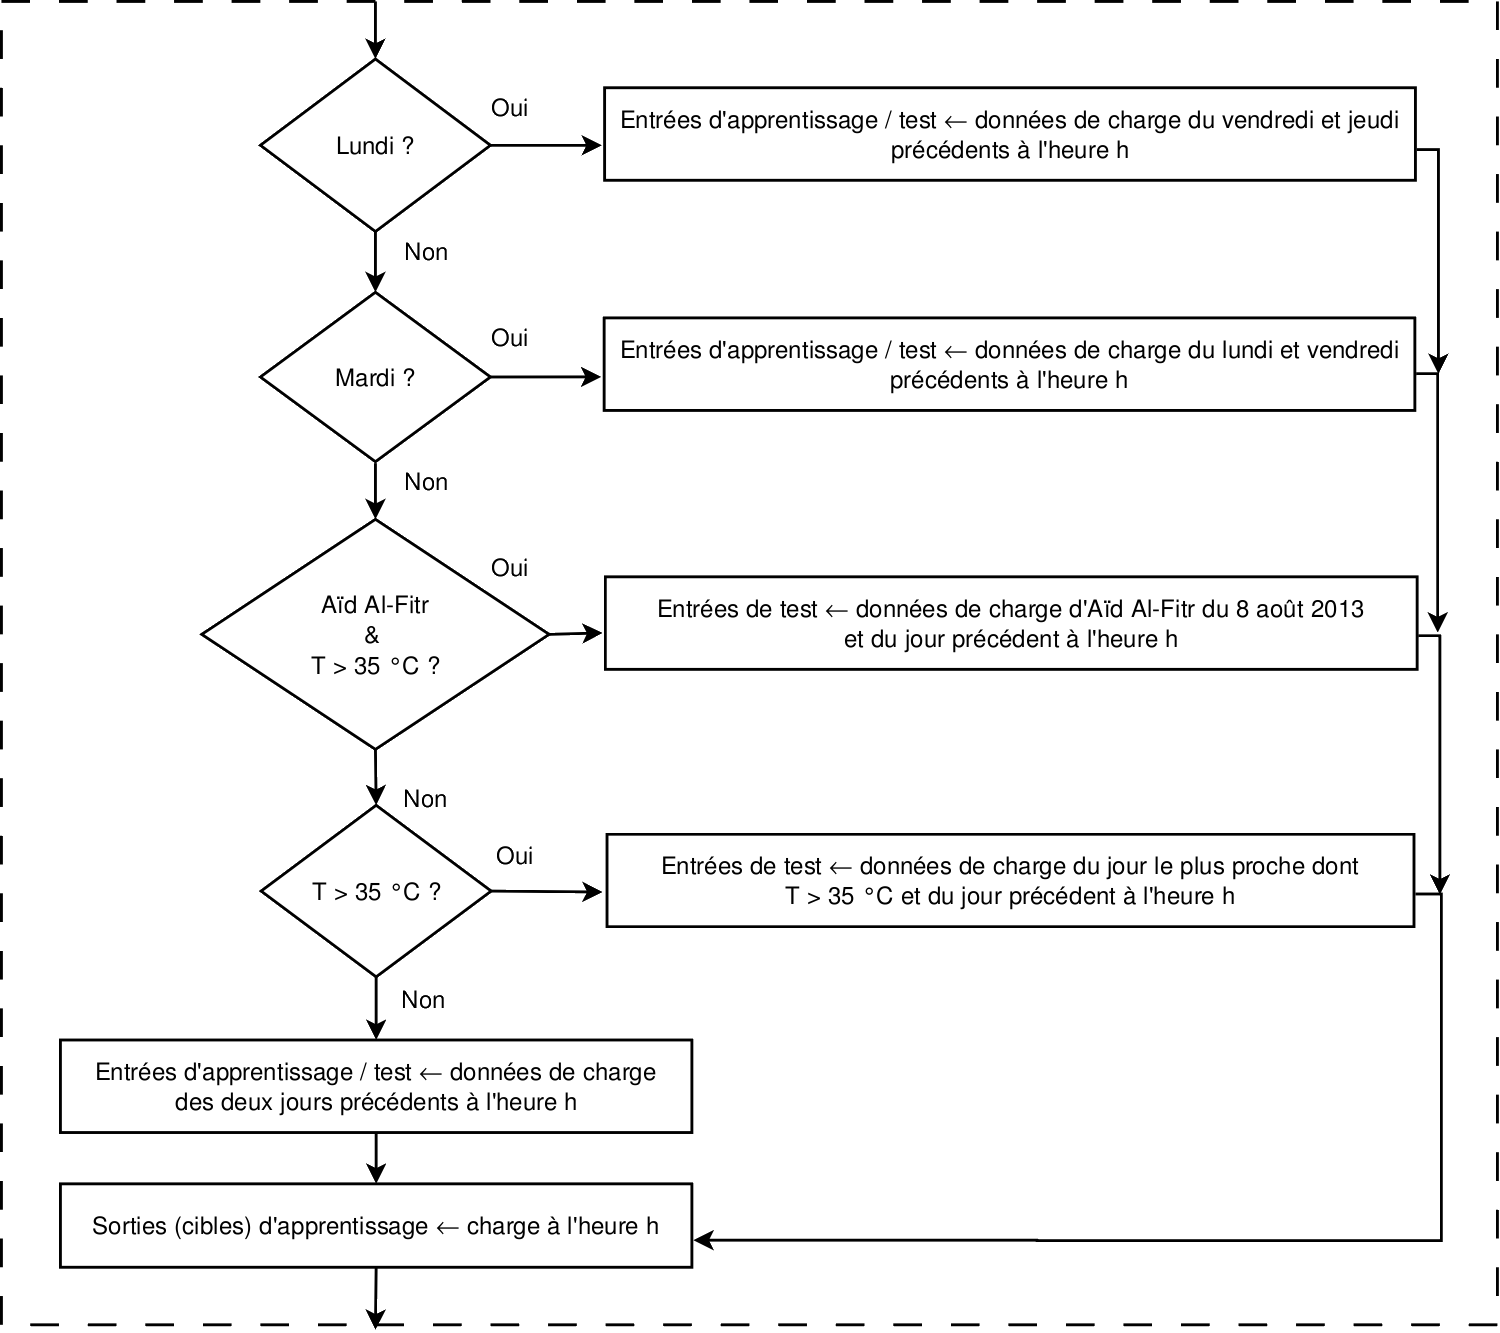 Oui
Lundi ?
Entrées d'apprentissage / test ← données de charge du vendredi et jeudi
précédents à l'heure h
Non
Oui
Mardi ?
Entrées d'apprentissage / test ← données de charge du lundi et vendredi
précédents à l'heure h
Non
Oui
Aïd Al-Fitr
&
T > 35 °C ?
Entrées de test ← données de charge d'Aïd Al-Fitr du 8 août 2013
et du jour précédent à l'heure h
Non
Oui
T > 35 °C ?
Entrées de test ← données de charge du jour le plus proche dont
T > 35 °C et du jour précédent à l'heure h
Non
Entrées d'apprentissage / test ← données de charge
des deux jours précédents à l'heure h
Sorties (cibles) d'apprentissage ← charge à l'heure h